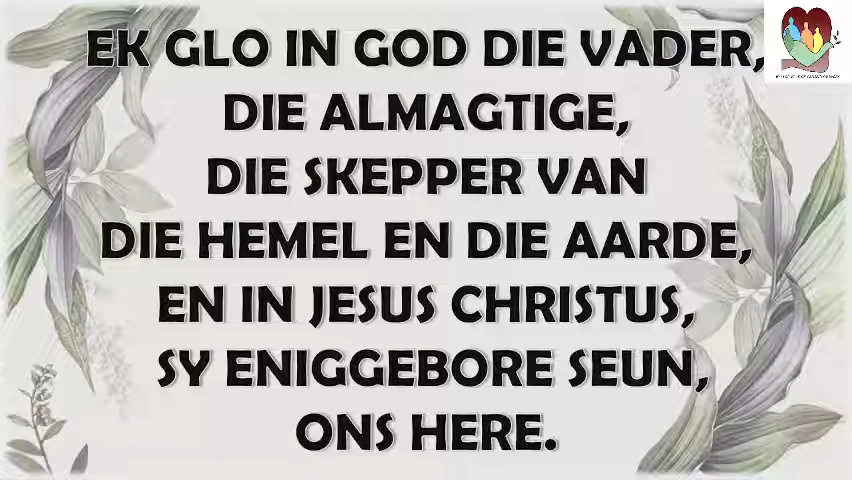 EK GLO IN GOD DIE VADER,
DIE ALMAGTIGE,
DIE SKEPPER VAN
DIE HEMEL EN DIE AARDE,
EN IN JESUS CHRISTUS,
SY ENIGGEBORE SEUN,
ONS HERE.